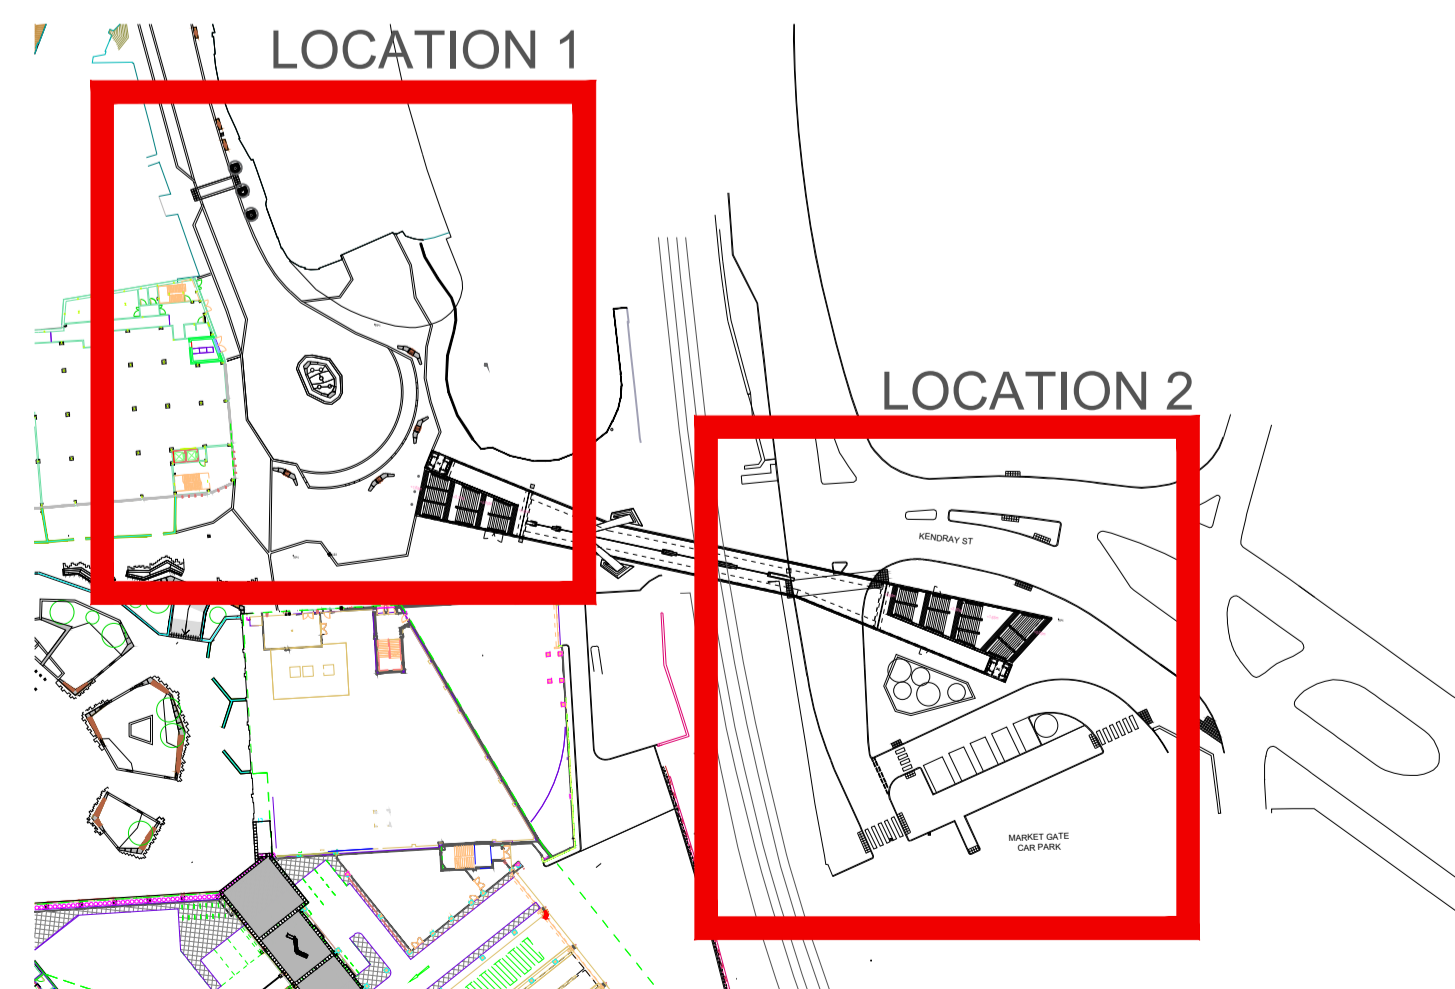 LOCATION 1
LOCATION 2
KENDRAY ST
MARKET GATE
CAR PARK